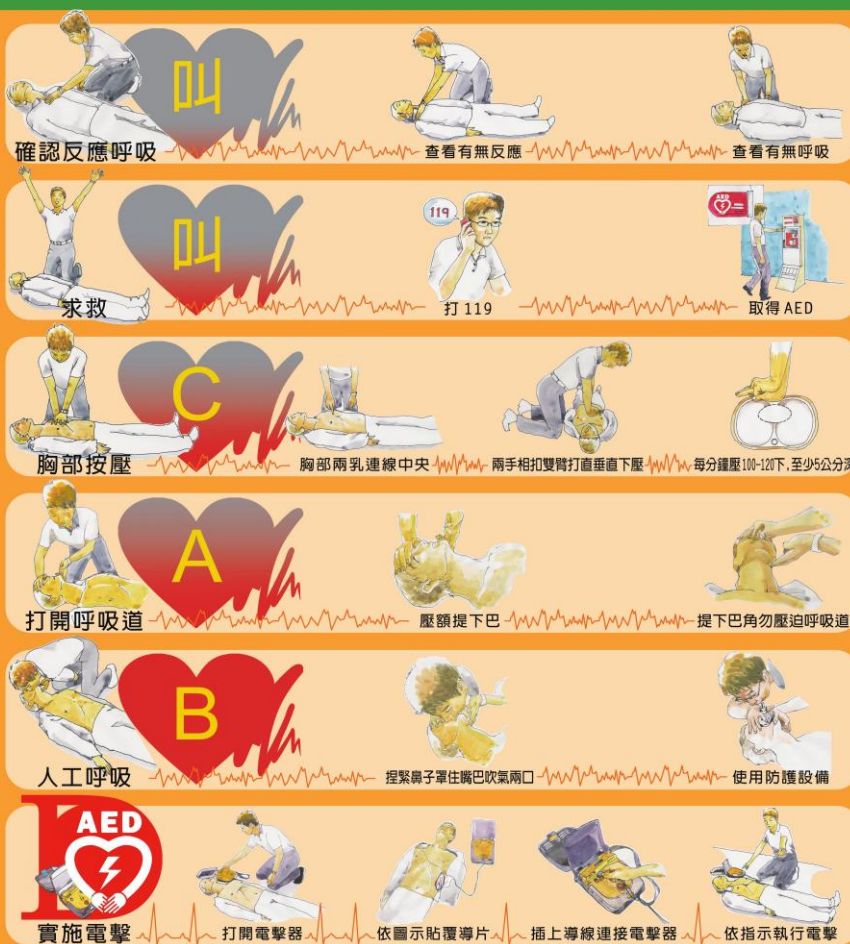 叫
確認反應呼吸
查看有無反應
查看有無呼吸
叫
119
AED
求救
打 119
取得 AED
C
胸部按壓
胸部兩乳連線中央
兩手相扣雙臂打直垂直下壓
每分鐘壓100-120下,至少5公分深
A
打開呼吸道
壓額提下巴
提下巴角勿壓迫呼吸道
B
人工呼吸
捏緊鼻子罩住嘴巴吹氣兩口
使用防護設備
D
AED
實施電擊
打開電擊器
依圖示貼覆導片
插上導線連接電擊器
依指示執行電擊